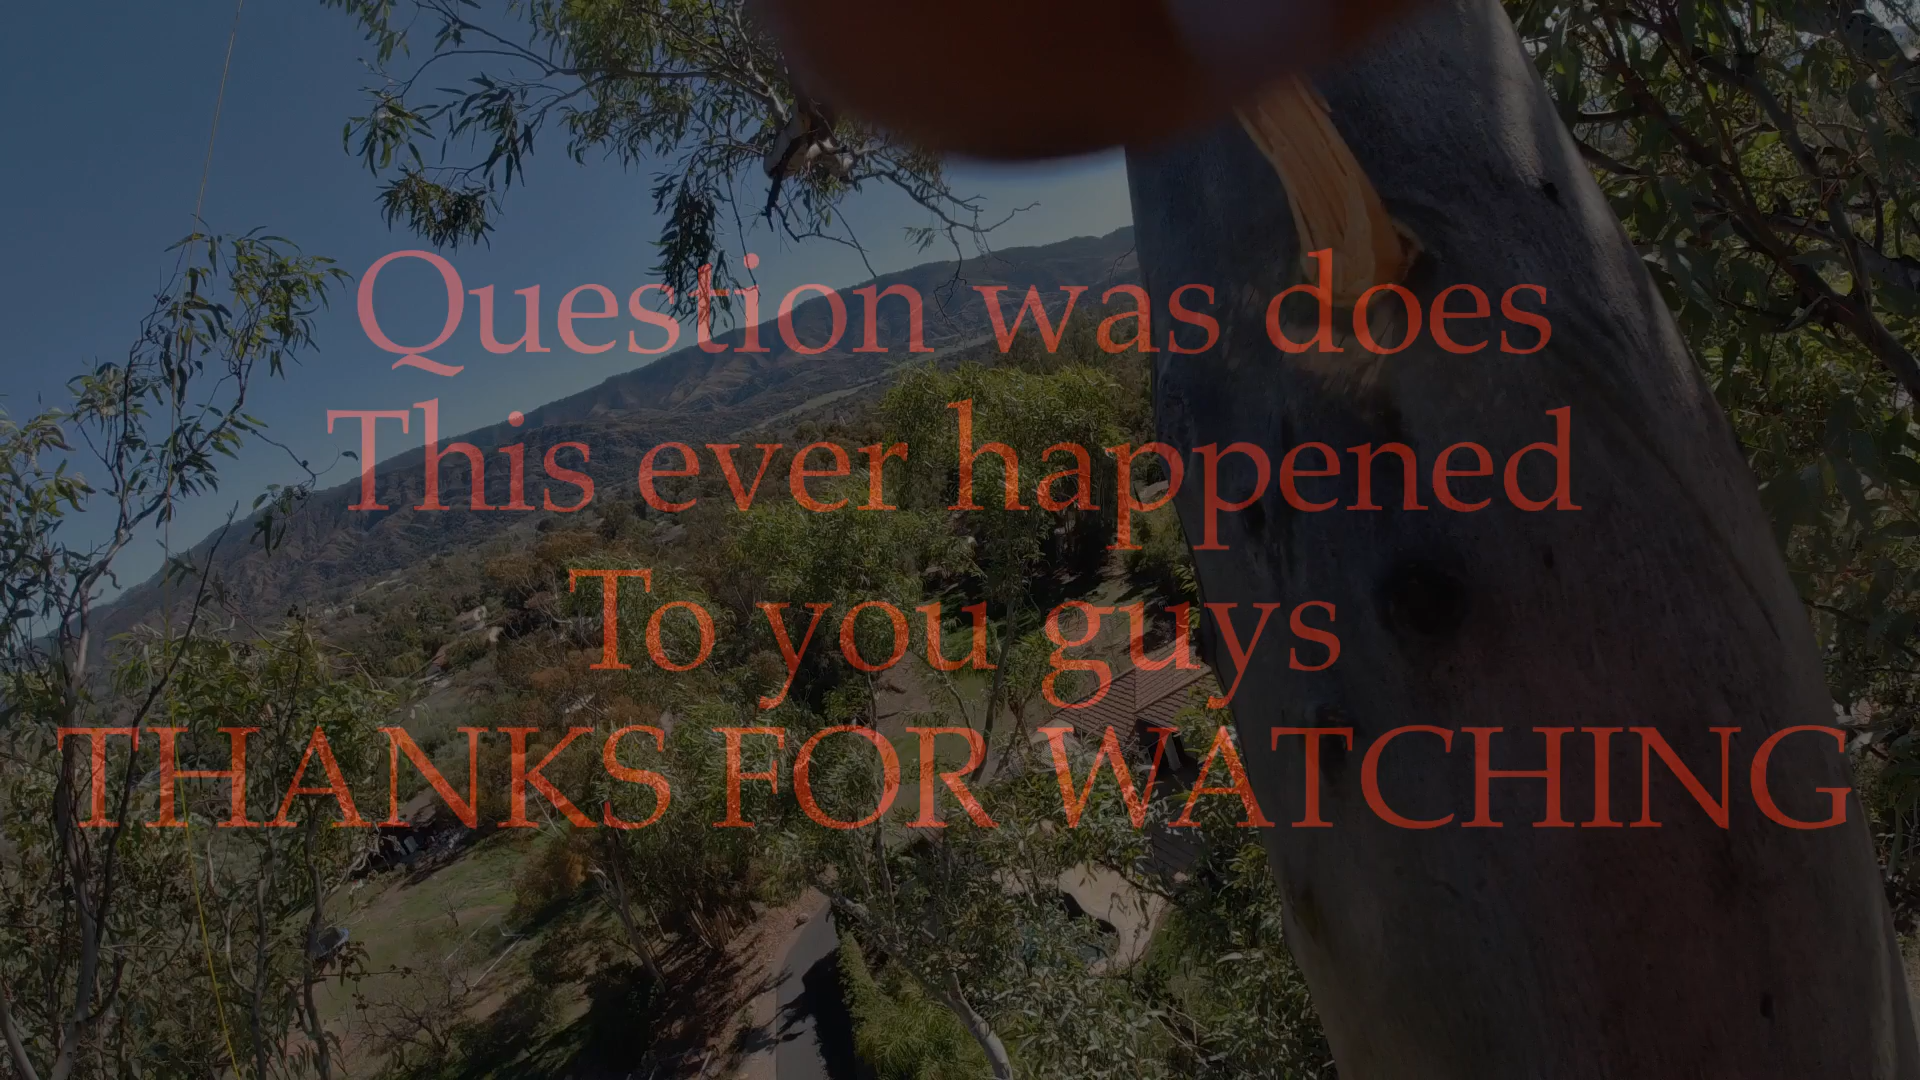 Question was does
This ever happened
To you guys
THANKS FOR WATCHING